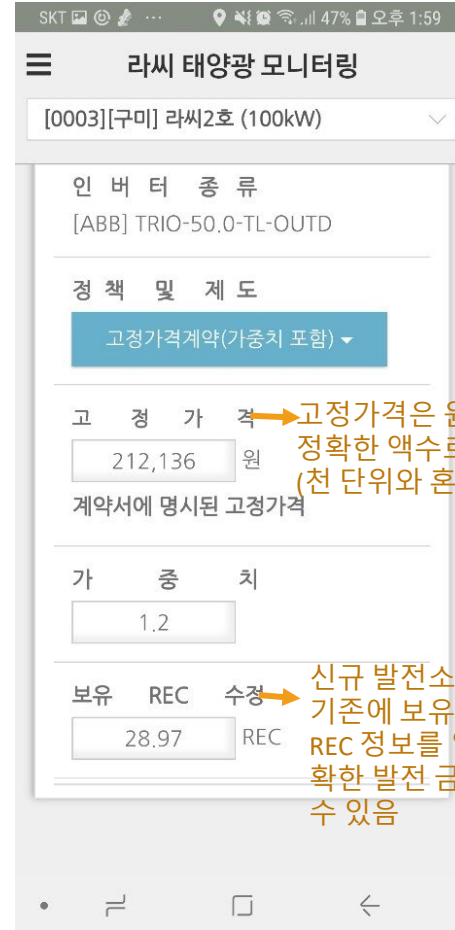 SKT ... 47% 오후 1:59
라씨 태양광 모니터링
[0003][구미] 라씨2호 (100kW)
인 버 터 종 류
[ABB] TRIO-50.0-TL-OUTD
정 책 및 제 도
고정가격계약(가중치 포함)
고 정 가 격
고정가격은
정확한 액수로
(천 단위와 혼
212,136 원
계약서에 명시된 고정가격
가 중 치
1.2
보유 REC 수정
28.97 REC
신규 발전소
기존에 보유
REC 정보를
확한 발전 금
수 있음